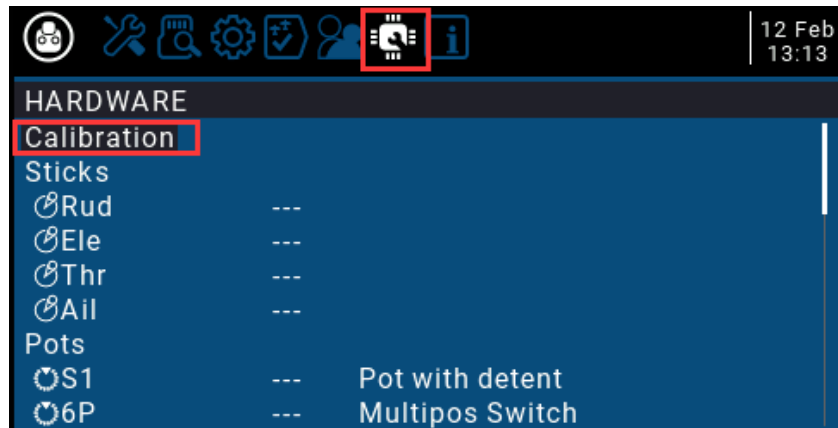 12 Feb
13:13
HARDWARE
Calibration
Sticks
Rud ---
Ele ---
Thr ---
Ail ---
Pots
S1 --- Pot with detent
6P --- Multipos Switch